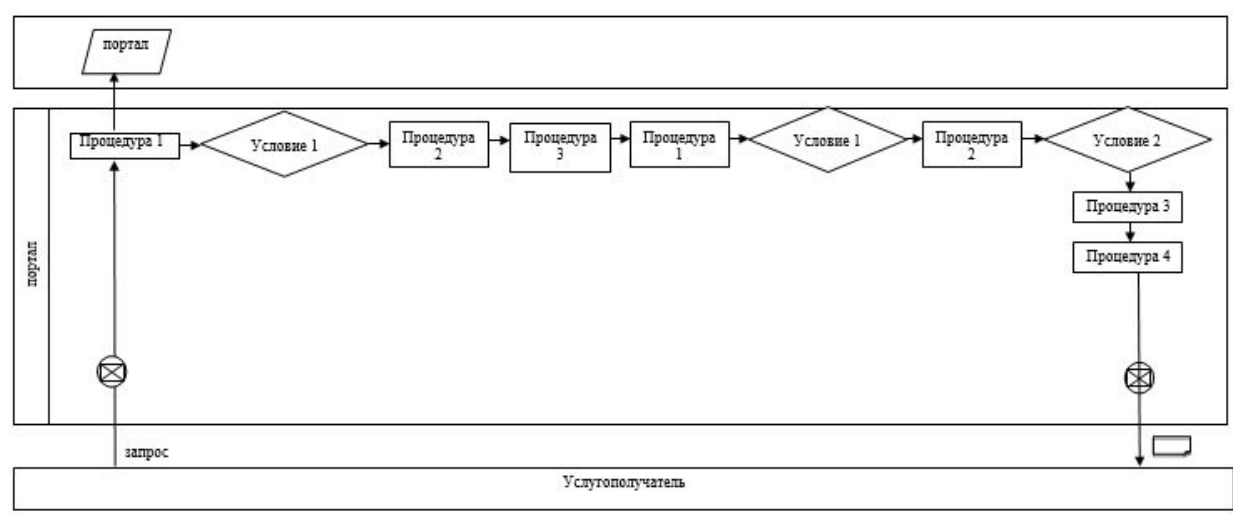 портал
Процедура 1
Условие 1
Процедура
2
Процедура
3
Процедура
1
Условие 1
Процедура
2
Условие 2
Процедура 3
Процедура 4
портал
запрос
Услугополучатель